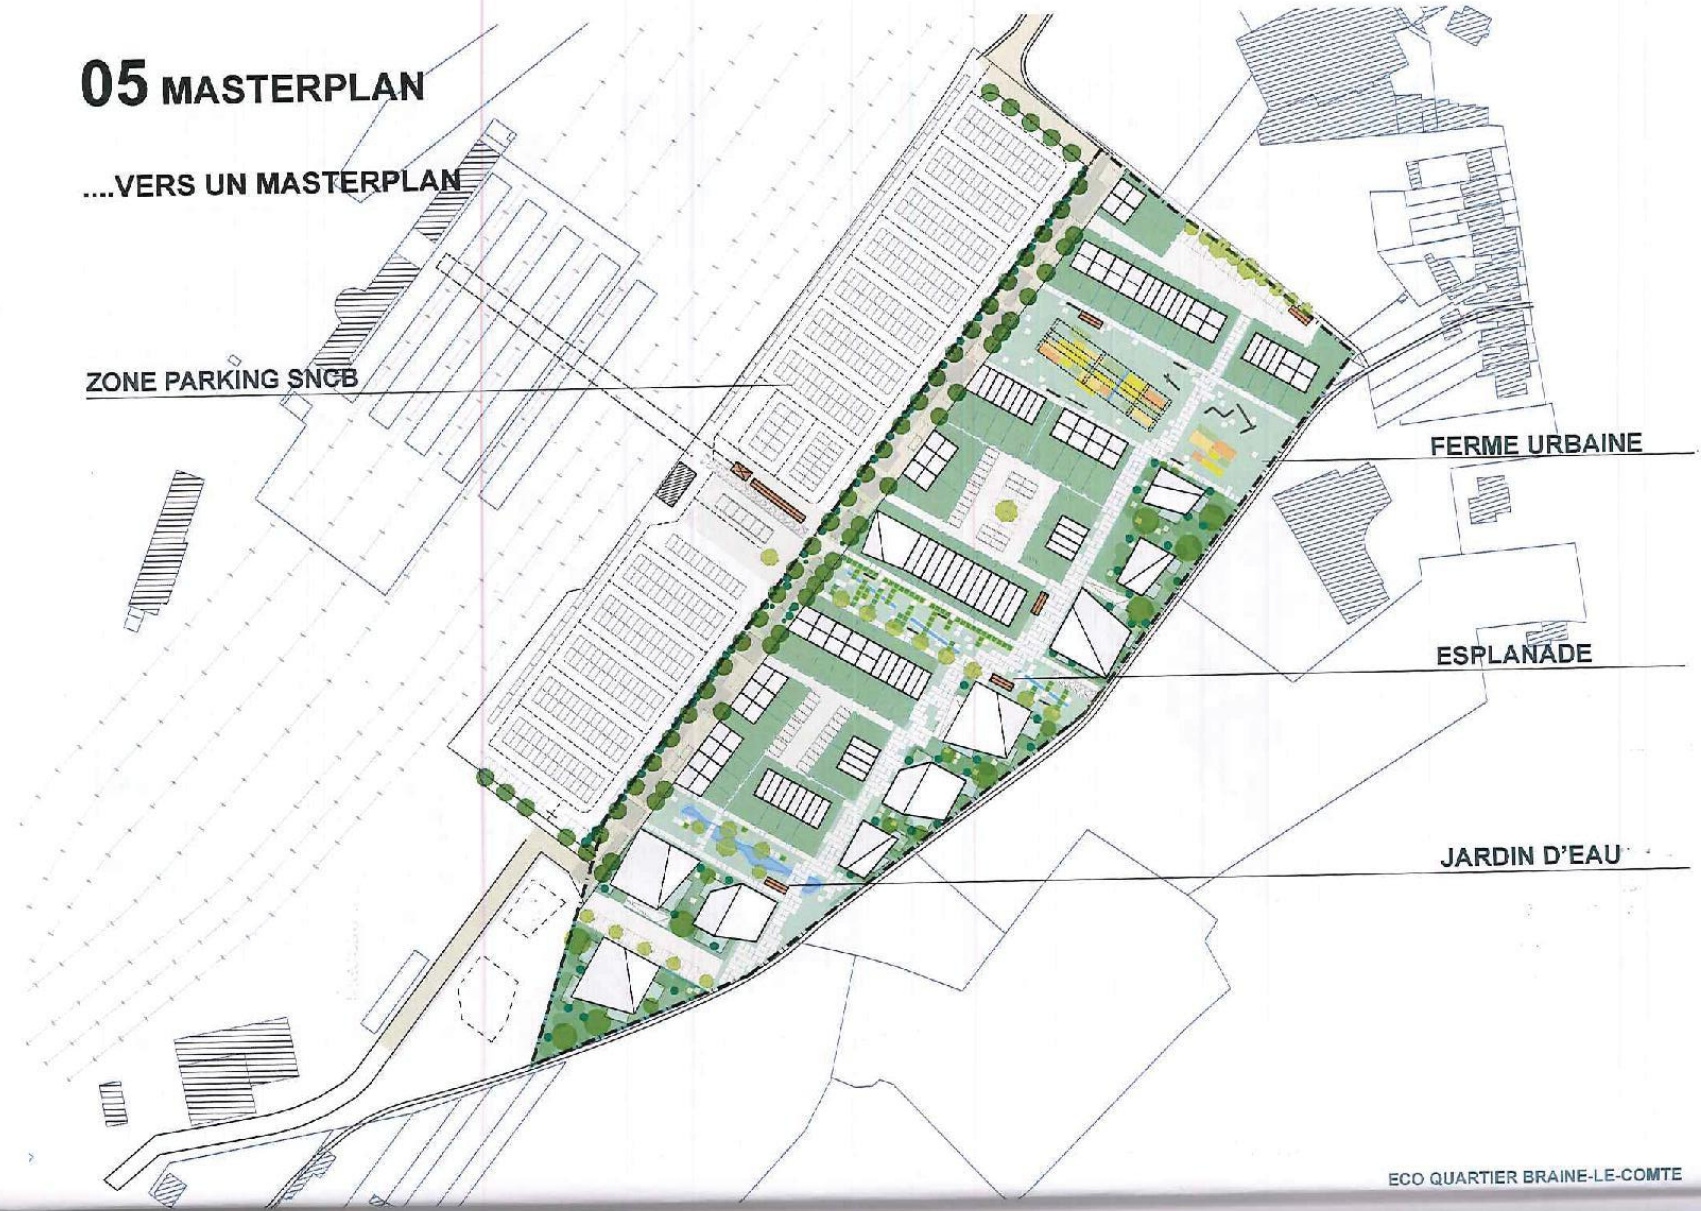 05 MASTERPLAN
....VERS UN MASTERPLAN
ZONE PARKING SNCB
FERME URBAINE
ESPLANADE
JARDIN D'EAU
ECO QUARTIER BRAINE-LE-COMTE